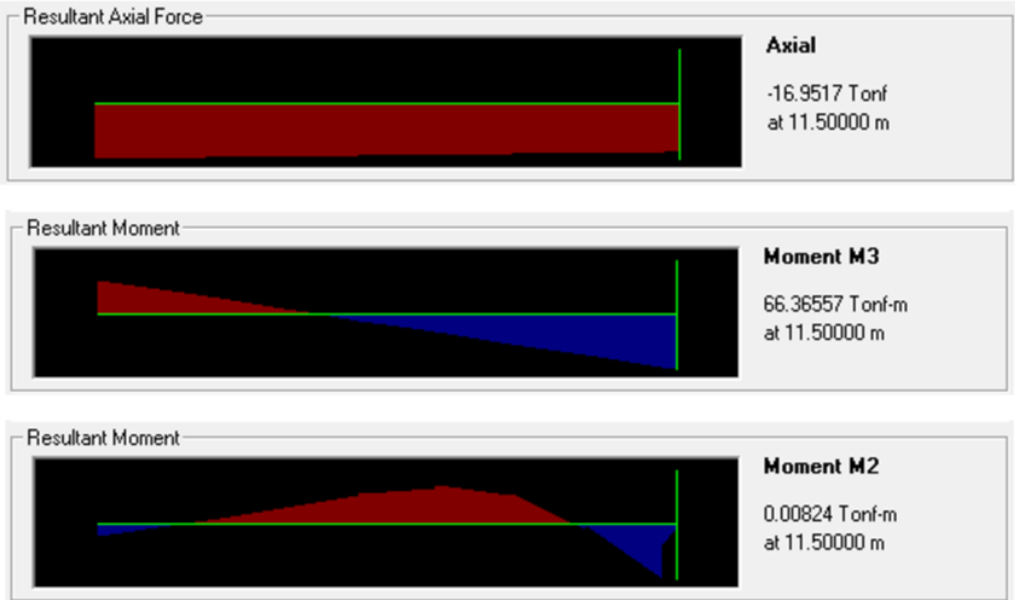 Resultant Axial Force
Axial
-16.9517 Tonf
at 11.50000 m
Resultant Moment
Moment M3
66.36557 Tonf-m
at 11.50000 m
Resultant Moment
Moment M2
0.00824 Tonf-m
at 11.50000 m